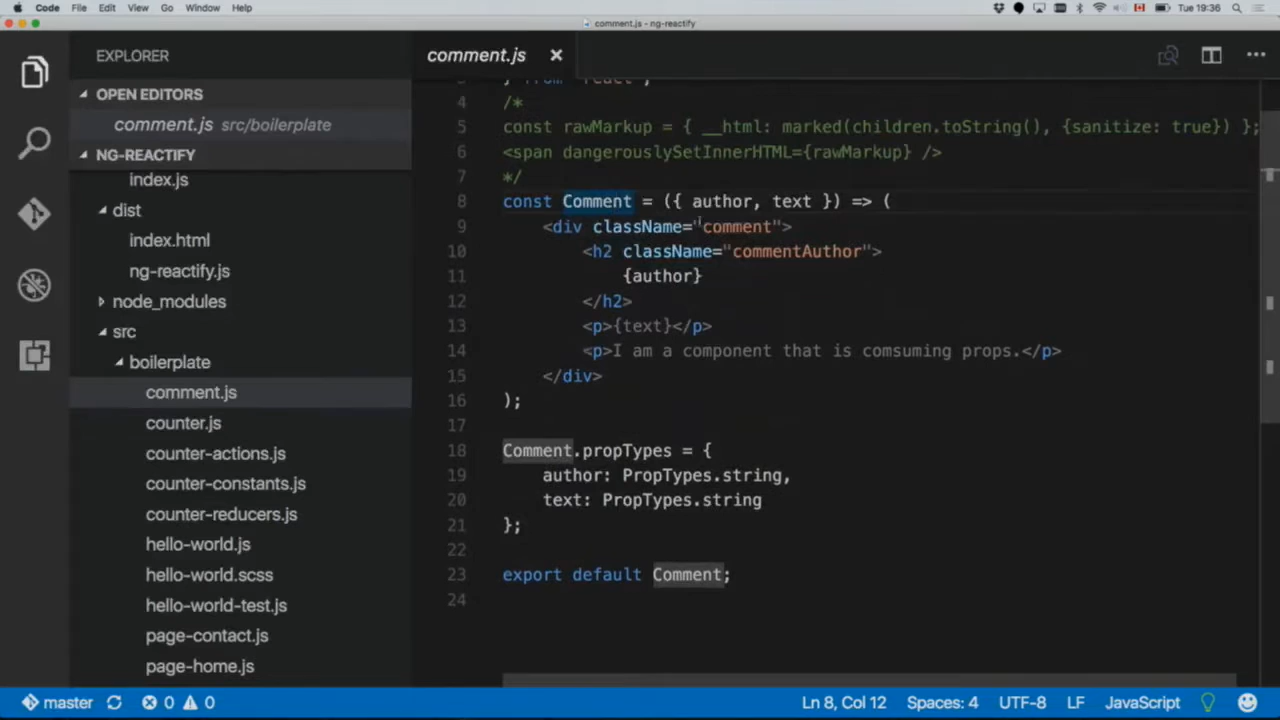 Code File Edit View Go Window Help Tue 19:36
comment.js - ng-reactify
EXPLORER
OPEN EDITORS
comment.js src/boilerplate
NG-REACTIFY
index.js
dist
index.html
ng-reactify.js
node_modules
src
boilerplate
comment.js
counter.js
counter-actions.js
counter-constants.js
counter-reducers.js
hello-world.js
hello-world.scss
hello-world-test.js
page-contact.js
page-home.js
comment.js
4 /*
5 const rawMarkup = { __html: marked(children.toString(), {sanitize: true}) };
6 <span dangerouslySetInnerHTML={rawMarkup} />
7 */
8 const Comment = ({ author, text }) => (
9 <div className="comment">
10 <h2 className="commentAuthor">
11 {author}
12 </h2>
13 <p>{text}</p>
14 <p>I am a component that is comsuming props.</p>
15 </div>
16 );
17
18 Comment.propTypes = {
19 author: PropTypes.string,
20 text: PropTypes.string
21 };
22
23 export default Comment;
24
master 0 0 Ln 8, Col 12 Spaces: 4 UTF-8 LF JavaScript